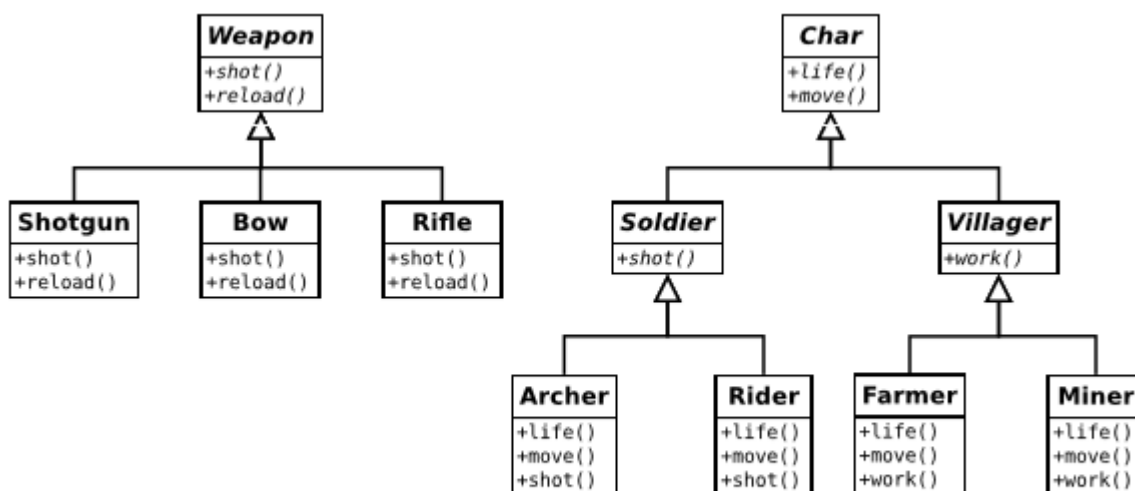 Weapon
+shot()
+reload()
Char
+life()
+move()
Shotgun
+shot()
+reload()
Bow
+shot()
+reload()
Rifle
+shot()
+reload()
Soldier
+shot()
Villager
+work()
Archer
+life()
+move()
+shot()
Rider
+life()
+move()
+shot()
Farmer
+life()
+move()
+work()
Miner
+life()
+move()
+work()